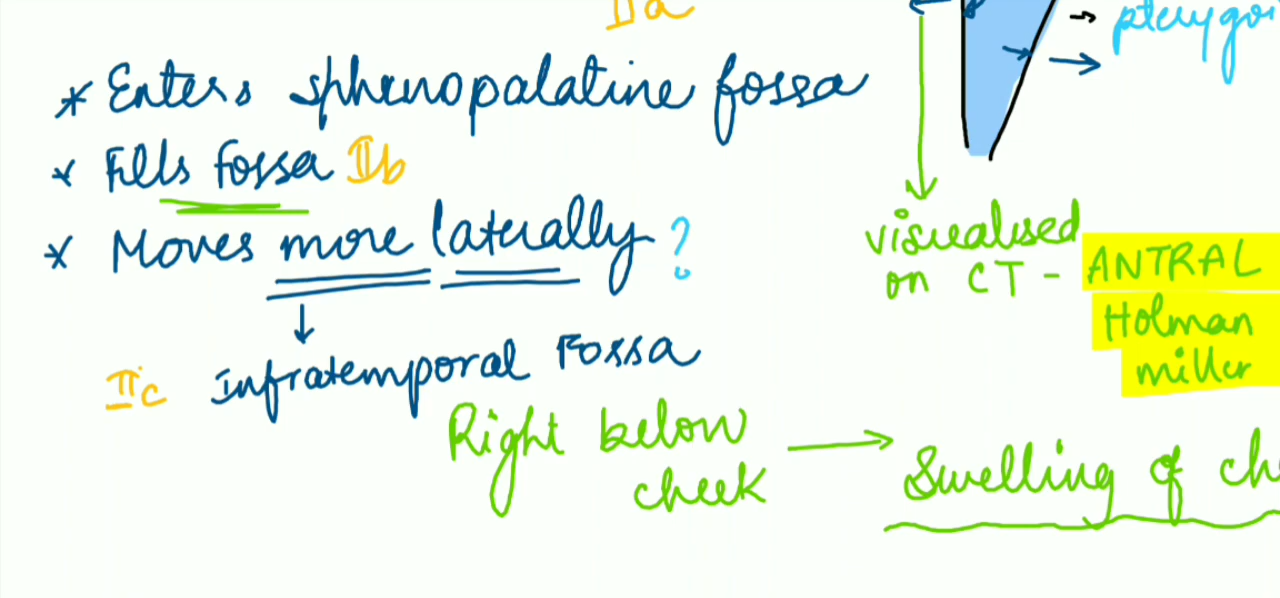 IIa
* Enters sphenopalatine fossa
* Fills fossa IIb
* Moves more laterally ?
IIc Infratemporal Fossa
Right below
cheek
Swelling of
visualised
on CT -
ANTRAL
Holman
miller